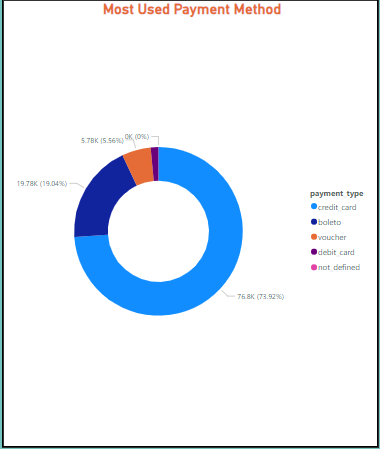 Most Used Payment Method
0K (0%)
5.78K (5.56%)
19.78K (19.04%)
76.8K (73.92%)
payment_type
credit_card
boleto
voucher
debit_card
not_defined